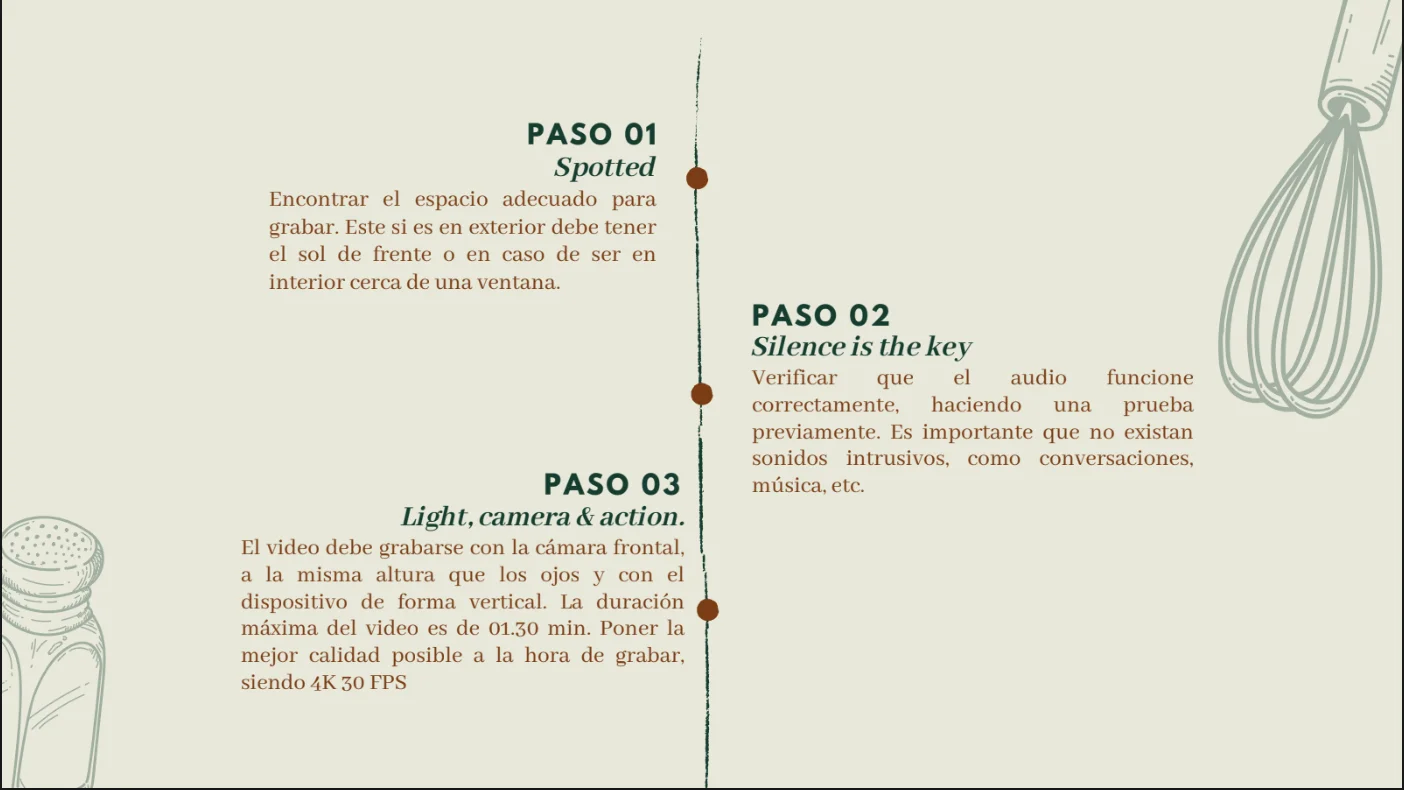 PASO 01
Spotted
Encontrar el espacio adecuado para
grabar. Este si es en exterior debe tener
el sol de frente o en caso de ser en
interior cerca de una ventana.
PASO 02
Silence is the key
Verificar que el audio funcione
correctamente, haciendo una prueba
previamente. Es importante que no existan
sonidos intrusivos, como conversaciones,
música, etc.
PASO 03
Light, camera & action.
El video debe grabarse con la cámara frontal,
a la misma altura que los ojos y con el
dispositivo de forma vertical. La duración
máxima del video es de 01.30 min. Poner la
mejor calidad posible a la hora de grabar,
siendo 4K 30 FPS